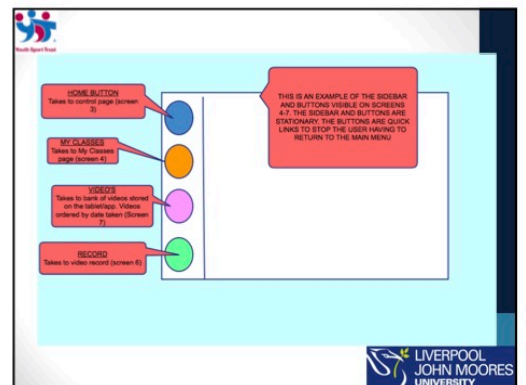 Youth Sport Trust
HOME BUTTON
Takes to control page (screen
3)
MY CLASSES
Takes to My Classes
page (screen 4)
VIDEO'S
Takes to bank of videos stored
on the tablet/app. Videos
ordered by date taken (Screen
7)
RECORD
Takes to video record (screen 6)
THIS IS AN EXAMPLE OF THE SIDEBAR
AND BUTTONS VISIBLE ON SCREENS
4-7. THE SIDEBAR AND BUTTONS ARE
STATIONARY. THE BUTTONS ARE QUICK
LINKS TO STOP THE USER HAVING TO
RETURN TO THE MAIN MENU
LIVERPOOL
JOHN MOORES
UNIVERSITY